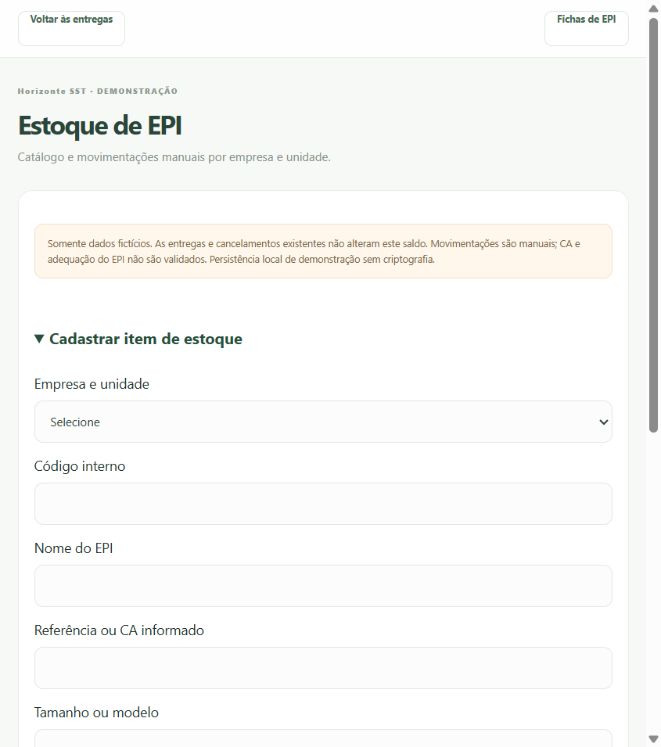 Voltar às entregas
Fichas de EPI
Horizonte SST · DEMONSTRAÇÃO
Estoque de EPI
Catálogo e movimentações manuais por empresa e unidade.
Somente dados fictícios. As entregas e cancelamentos existentes não alteram este saldo. Movimentações são manuais; CA e
adequação do EPI não são validados. Persistência local de demonstração sem criptografia.
▼ Cadastrar item de estoque
Empresa e unidade
Selecione
Código interno
Nome do EPI
Referência ou CA informado
Tamanho ou modelo